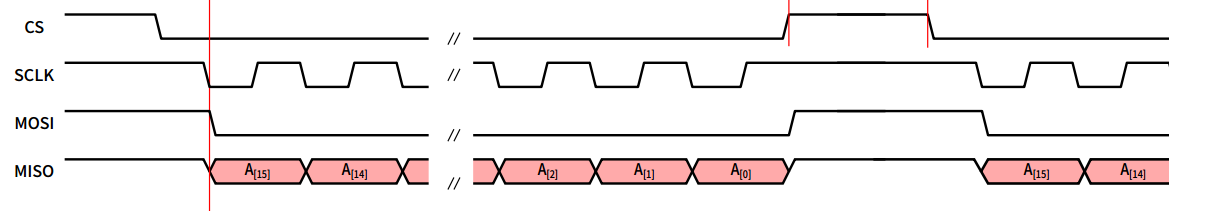 CS //
SCLK //
MOSI //
MISO A[15] A[14] // A[2] A[1] A[0] A[15] A[14]